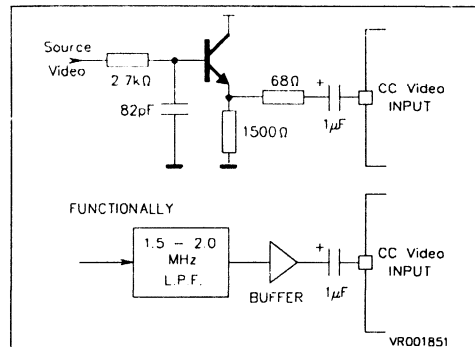 Source
Video
2.7kΩ
82pF
68Ω
+
1µF
1500Ω
CC Video
INPUT
FUNCTIONALLY
1.5 – 2.0
MHz
L.P.F.
BUFFER
+
1µF
CC Video
INPUT
VR001851